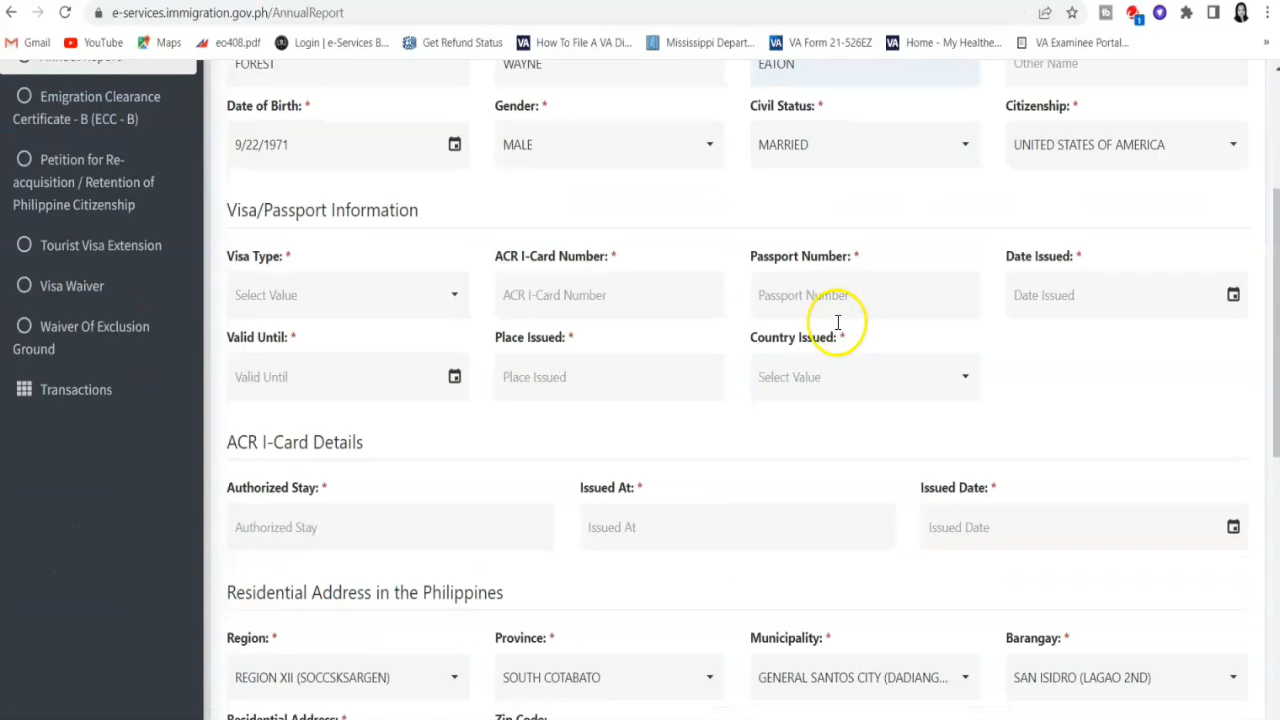 e-services.immigration.gov.ph/AnnualReport
Gmail YouTube Maps eo408.pdf Login | e-Services B... Get Refund Status How To File A VA Di... Mississippi Depart... VA Form 21-526EZ Home - My Healthe... VA Examinee Portal... »
1
Annual Report
Emigration Clearance
Certificate - B (ECC - B)
Petition for Re-
acquisition / Retention of
Philippine Citizenship
Tourist Visa Extension
Visa Waiver
Waiver Of Exclusion
Ground
Transactions
FOREST WAYNE EATON Other Name
Date of Birth: * Gender: * Civil Status: * Citizenship: *
9/22/1971 MALE MARRIED UNITED STATES OF AMERICA
Visa/Passport Information
Visa Type: * ACR I-Card Number: * Passport Number: * Date Issued: *
Select Value ACR I-Card Number Passport Number Date Issued
Valid Until: * Place Issued: * Country Issued: *
Valid Until Place Issued Select Value
ACR I-Card Details
Authorized Stay: * Issued At: * Issued Date: *
Authorized Stay Issued At Issued Date
Residential Address in the Philippines
Region: * Province: * Municipality: * Barangay: *
REGION XII (SOCCSKSARGEN) SOUTH COTABATO GENERAL SANTOS CITY (DADIANG... SAN ISIDRO (LAGAO 2ND)
Residential Address: * Zip Code: